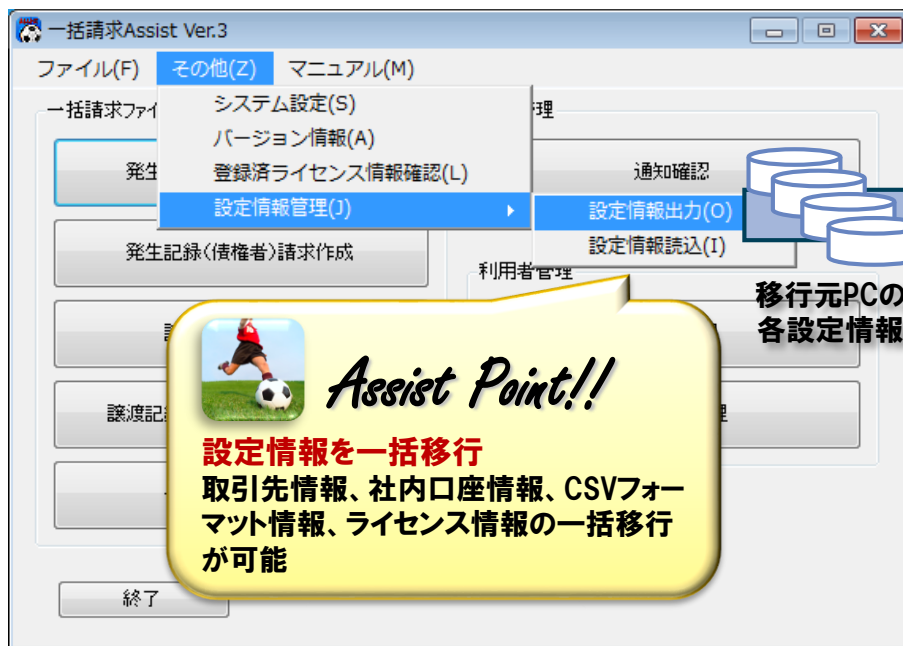 一括請求Assist Ver.3
ファイル(F) その他(Z) マニュアル(M)
一括請求ファイ
システム設定(S)
バージョン情報(A)
登録済ライセンス情報確認(L)
設定情報管理(J)
設定情報出力(O)
設定情報読込(I)
理
発生
通知確認
発生記録(債権者)請求作成
利用者管理
移行元PCの
各設定情報
譲渡記
理
Assist Point!!
設定情報を一括移行
取引先情報、社内口座情報、CSVフォー
マット情報、ライセンス情報の一括移行
が可能
終了